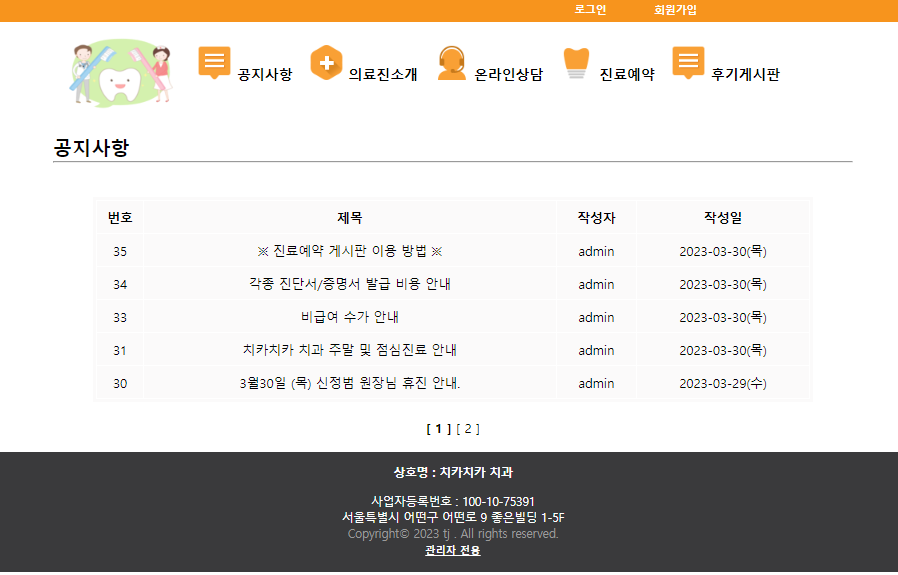 로그인 회원가입
공지사항 의료진소개 온라인상담 진료예약 후기게시판
공지사항
번호 제목 작성자 작성일
35 ※ 진료예약 게시판 이용 방법 ※ admin 2023-03-30(목)
34 각종 진단서/증명서 발급 비용 안내 admin 2023-03-30(목)
33 비급여 수가 안내 admin 2023-03-30(목)
31 치카치카 치과 주말 및 점심진료 안내 admin 2023-03-30(목)
30 3월30일 (목) 신정범 원장님 휴진 안내. admin 2023-03-29(수)
[ 1 ] [ 2 ]
상호명 : 치카치카 치과
사업자등록번호 : 100-10-75391
서울특별시 어떤구 어떤로 9 좋은빌딩 1-5F
Copyright© 2023 tj . All rights reserved.
관리자 전용